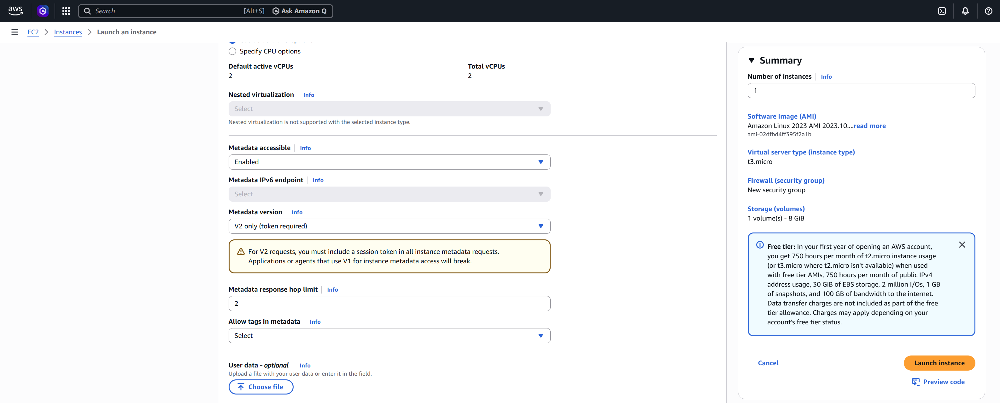 aws
Search [Alt+S] Ask Amazon Q
EC2 > Instances > Launch an instance
Specify CPU options
Default active vCPUs
2
Total vCPUs
2
Nested virtualization Info
Select
Nested virtualization is not supported with the selected instance type.
Metadata accessible Info
Enabled
Metadata IPv6 endpoint Info
Select
Metadata version Info
V2 only (token required)
For V2 requests, you must include a session token in all instance metadata requests.
Applications or agents that use V1 for instance metadata access will break.
Metadata response hop limit Info
2
Allow tags in metadata Info
Select
User data - optional Info
Upload a file with your user data or enter it in the field.
Choose file
Summary
Number of instances Info
1
Software Image (AMI)
Amazon Linux 2023 AMI 2023.10....read more
ami-02dfbd4ff395f2a1b
Virtual server type (instance type)
t3.micro
Firewall (security group)
New security group
Storage (volumes)
1 volume(s) - 8 GiB
Free tier: In your first year of opening an AWS account,
you get 750 hours per month of t2.micro instance usage
(or t3.micro where t2.micro isn't available) when used
with free tier AMIs, 750 hours per month of public IPv4
address usage, 30 GiB of EBS storage, 2 million I/Os, 1 GB
of snapshots, and 100 GB of bandwidth to the internet.
Data transfer charges are not included as part of the free
tier allowance. Charges may apply depending on your
account's free tier status.
Cancel
Launch instance
Preview code